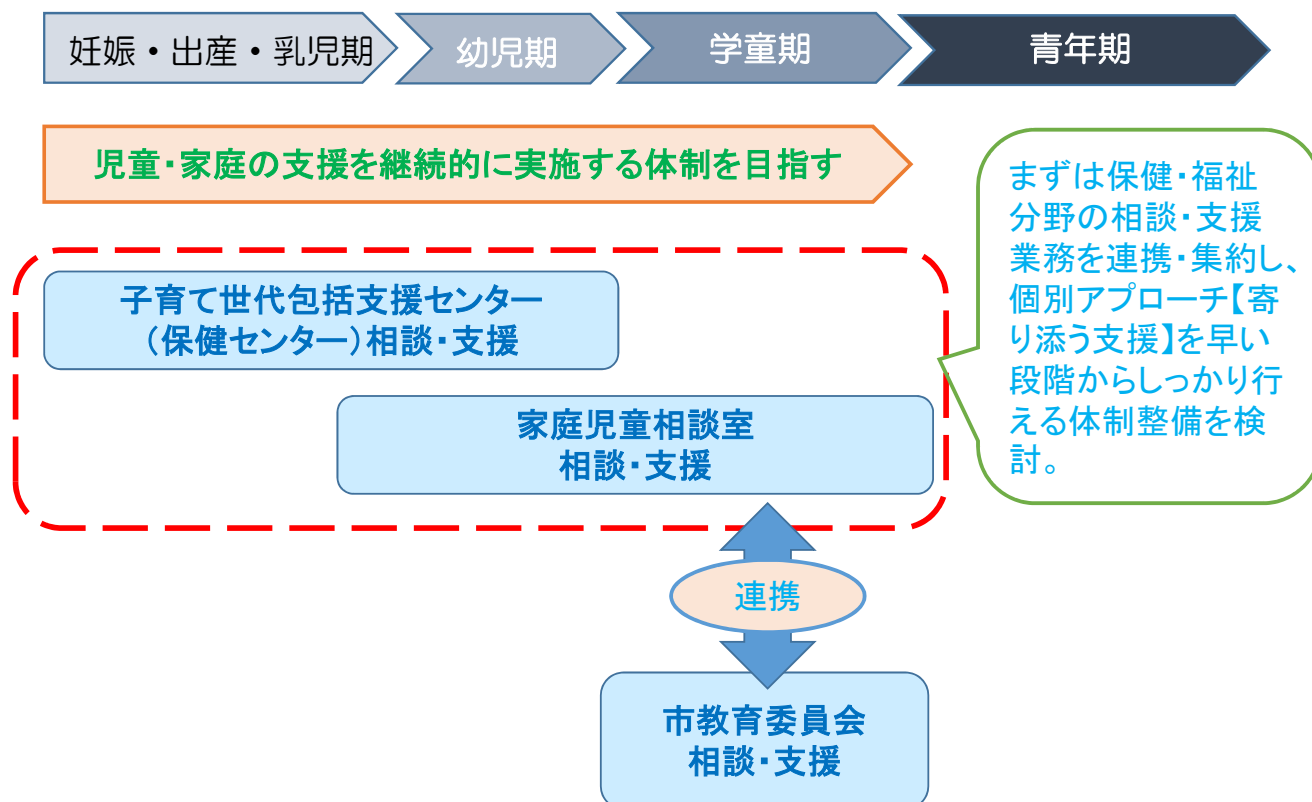 妊娠・出産・乳児期
幼児期
学童期
青年期
児童・家庭の支援を継続的に実施する体制を目指す
まずは保健・福祉
分野の相談・支援
業務を連携・集約し、
個別アプローチ【寄
り添う支援】を早い
段階からしっかり行
える体制整備を検
討。
子育て世代包括支援センター
（保健センター）相談・支援
家庭児童相談室
相談・支援
連携
市教育委員会
相談・支援